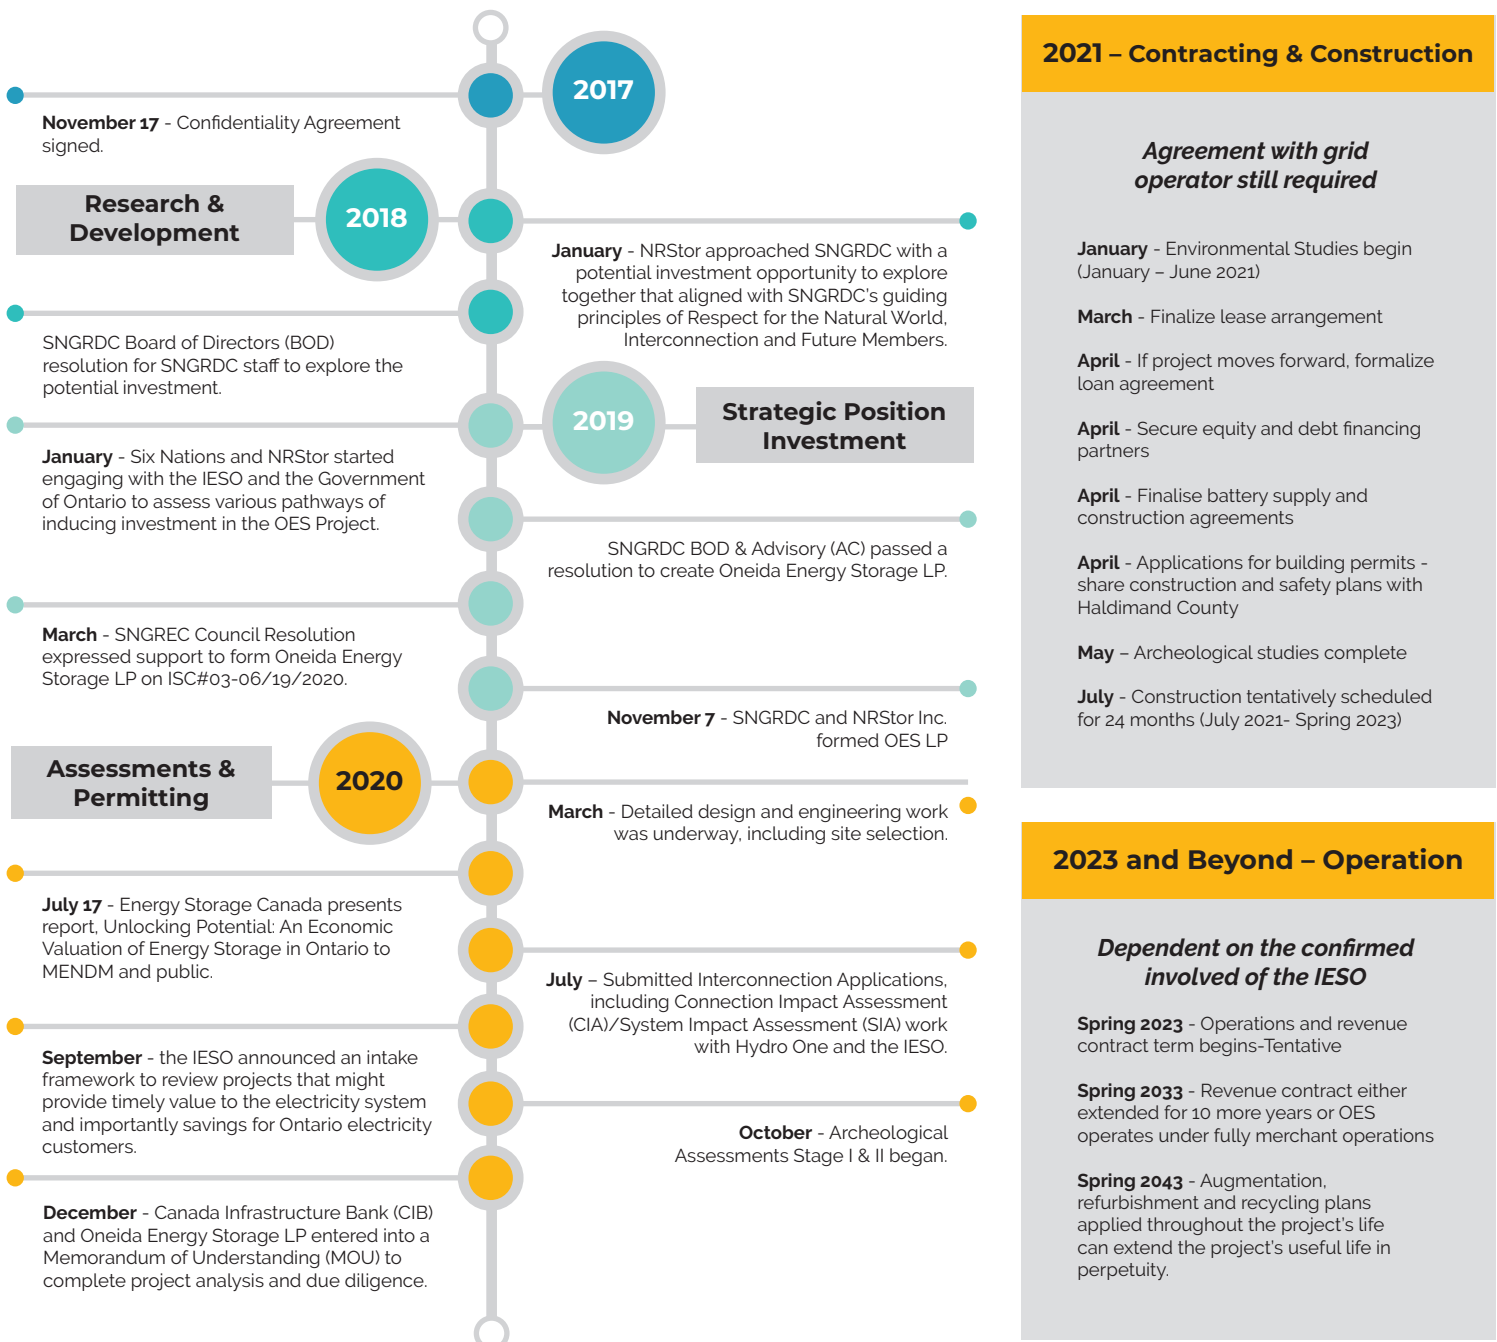 2017
November 17 - Confidentiality Agreement
signed.
Research &
Development
2018
January - NRStor approached SNGRDC with a
potential investment opportunity to explore
together that aligned with SNGRDC's guiding
principles of Respect for the Natural World,
Interconnection and Future Members.
SNGRDC Board of Directors (BOD)
resolution for SNGRDC staff to explore the
potential investment.
2019
Strategic Position
Investment
January - Six Nations and NRStor started
engaging with the IESO and the Government
of Ontario to assess various pathways of
inducing investment in the OES Project.
SNGRDC BOD & Advisory (AC) passed a
resolution to create Oneida Energy Storage LP.
March - SNGREC Council Resolution
expressed support to form Oneida Energy
Storage LP on ISC#03-06/19/2020.
November 7 - SNGRDC and NRStor Inc.
formed OES LP
Assessments &
Permitting
2020
March - Detailed design and engineering work
was underway, including site selection.
July 17 - Energy Storage Canada presents
report, Unlocking Potential: An Economic
Valuation of Energy Storage in Ontario to
MENDM and public.
July – Submitted Interconnection Applications,
including Connection Impact Assessment
(CIA)/System Impact Assessment (SIA) work
with Hydro One and the IESO.
September - the IESO announced an intake
framework to review projects that might
provide timely value to the electricity system
and importantly savings for Ontario electricity
customers.
October - Archeological
Assessments Stage I & II began.
December - Canada Infrastructure Bank (CIB)
and Oneida Energy Storage LP entered into a
Memorandum of Understanding (MOU) to
complete project analysis and due diligence.
2021 – Contracting & Construction
Agreement with grid
operator still required
January - Environmental Studies begin
(January – June 2021)
March - Finalize lease arrangement
April - If project moves forward, formalize
loan agreement
April - Secure equity and debt financing
partners
April - Finalise battery supply and
construction agreements
April - Applications for building permits -
share construction and safety plans with
Haldimand County
May – Archeological studies complete
July - Construction tentatively scheduled
for 24 months (July 2021- Spring 2023)
2023 and Beyond – Operation
Dependent on the confirmed
involved of the IESO
Spring 2023 - Operations and revenue
contract term begins-Tentative
Spring 2033 - Revenue contract either
extended for 10 more years or OES
operates under fully merchant operations
Spring 2043 - Augmentation,
refurbishment and recycling plans
applied throughout the project's life
can extend the project's useful life in
perpetuity.